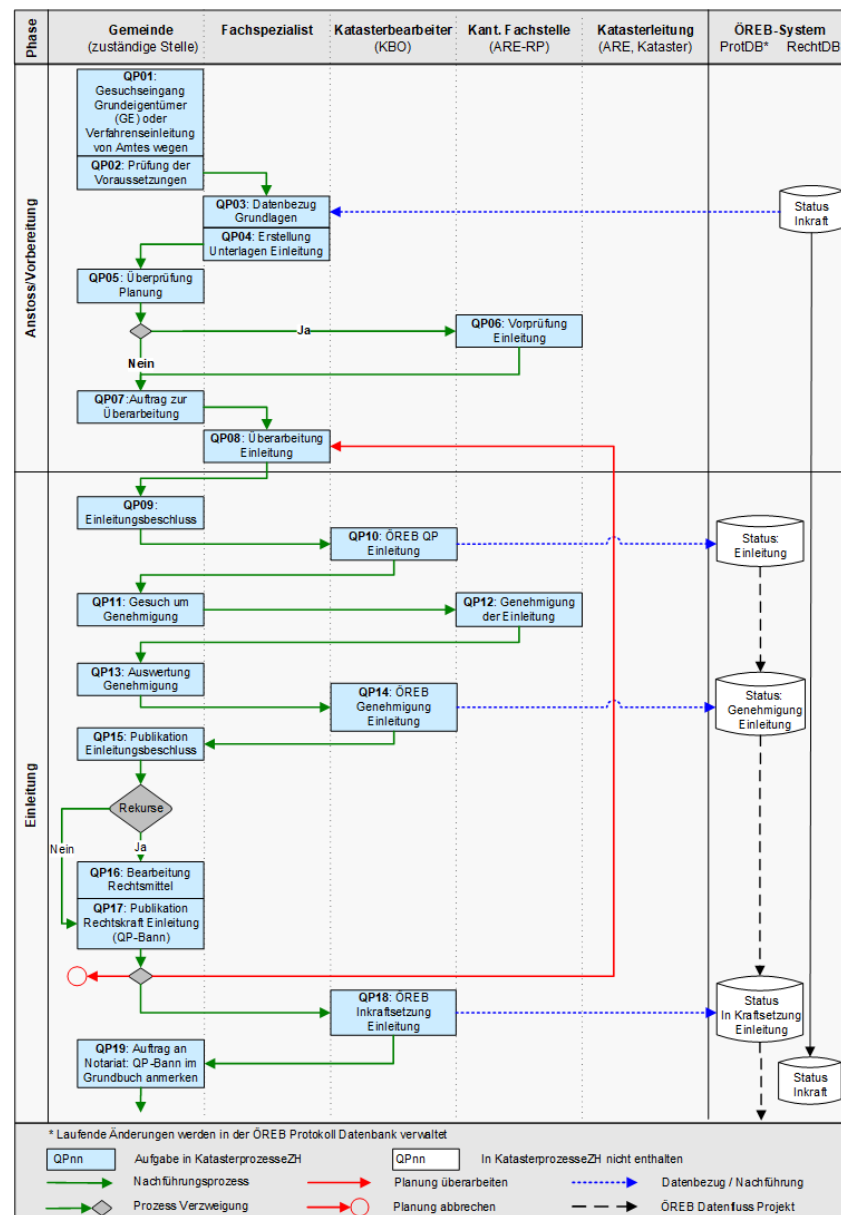 Phase
Gemeinde
(zuständige Stelle)
Fachspezialist
Katasterbearbeiter
(KBO)
Kant. Fachstelle
(ARE-RP)
Katasterleitung
(ARE, Kataster)
ÖREB-System
ProtDB* RechtDB
Anstoss/Vorbereitung
QP01:
Gesuchseingang
Grundeigentümer
(GE) oder
Verfahrenseinleitung
von Amtes wegen
QP02: Prüfung der
Voraussetzungen
QP03: Datenbezug
Grundlagen
Status
Inkraft
QP04: Erstellung
Unterlagen Einleitung
QP05: Überprüfung
Planung
Ja
QP06: Vorprüfung
Einleitung
Nein
QP07:Auftrag zur
Überarbeitung
QP08: Überarbeitung
Einleitung
Einleitung
QP09:
Einleitungsbeschluss
QP10: ÖREB QP
Einleitung
Status:
Einleitung
QP11: Gesuch um
Genehmigung
QP12: Genehmigung
der Einleitung
QP13: Auswertung
Genehmigung
QP14: ÖREB
Genehmigung
Einleitung
Status:
Genehmigung
Einleitung
QP15: Publikation
Einleitungsbeschluss
Rekurse
Nein
Ja
QP16: Bearbeitung
Rechtsmittel
QP17: Publikation
Rechtskraft Einleitung
(QP-Bann)
QP18: ÖREB
Inkraftsetzung
Einleitung
Status
In Kraftsetzung
Einleitung
QP19: Auftrag an
Notariat: QP-Bann im
Grundbuch anmerken
Status
Inkraft
* Laufende Änderungen werden in der ÖREB Protokoll Datenbank verwaltet
QPnn Aufgabe in KatasterprozesseZH QPnn In KatasterprozesseZH nicht enthalten
Nachführungsprozess Planung überarbeiten Datenbezug / Nachführung
Prozess Verzweigung Planung abbrechen ÖREB Datenfluss Projekt